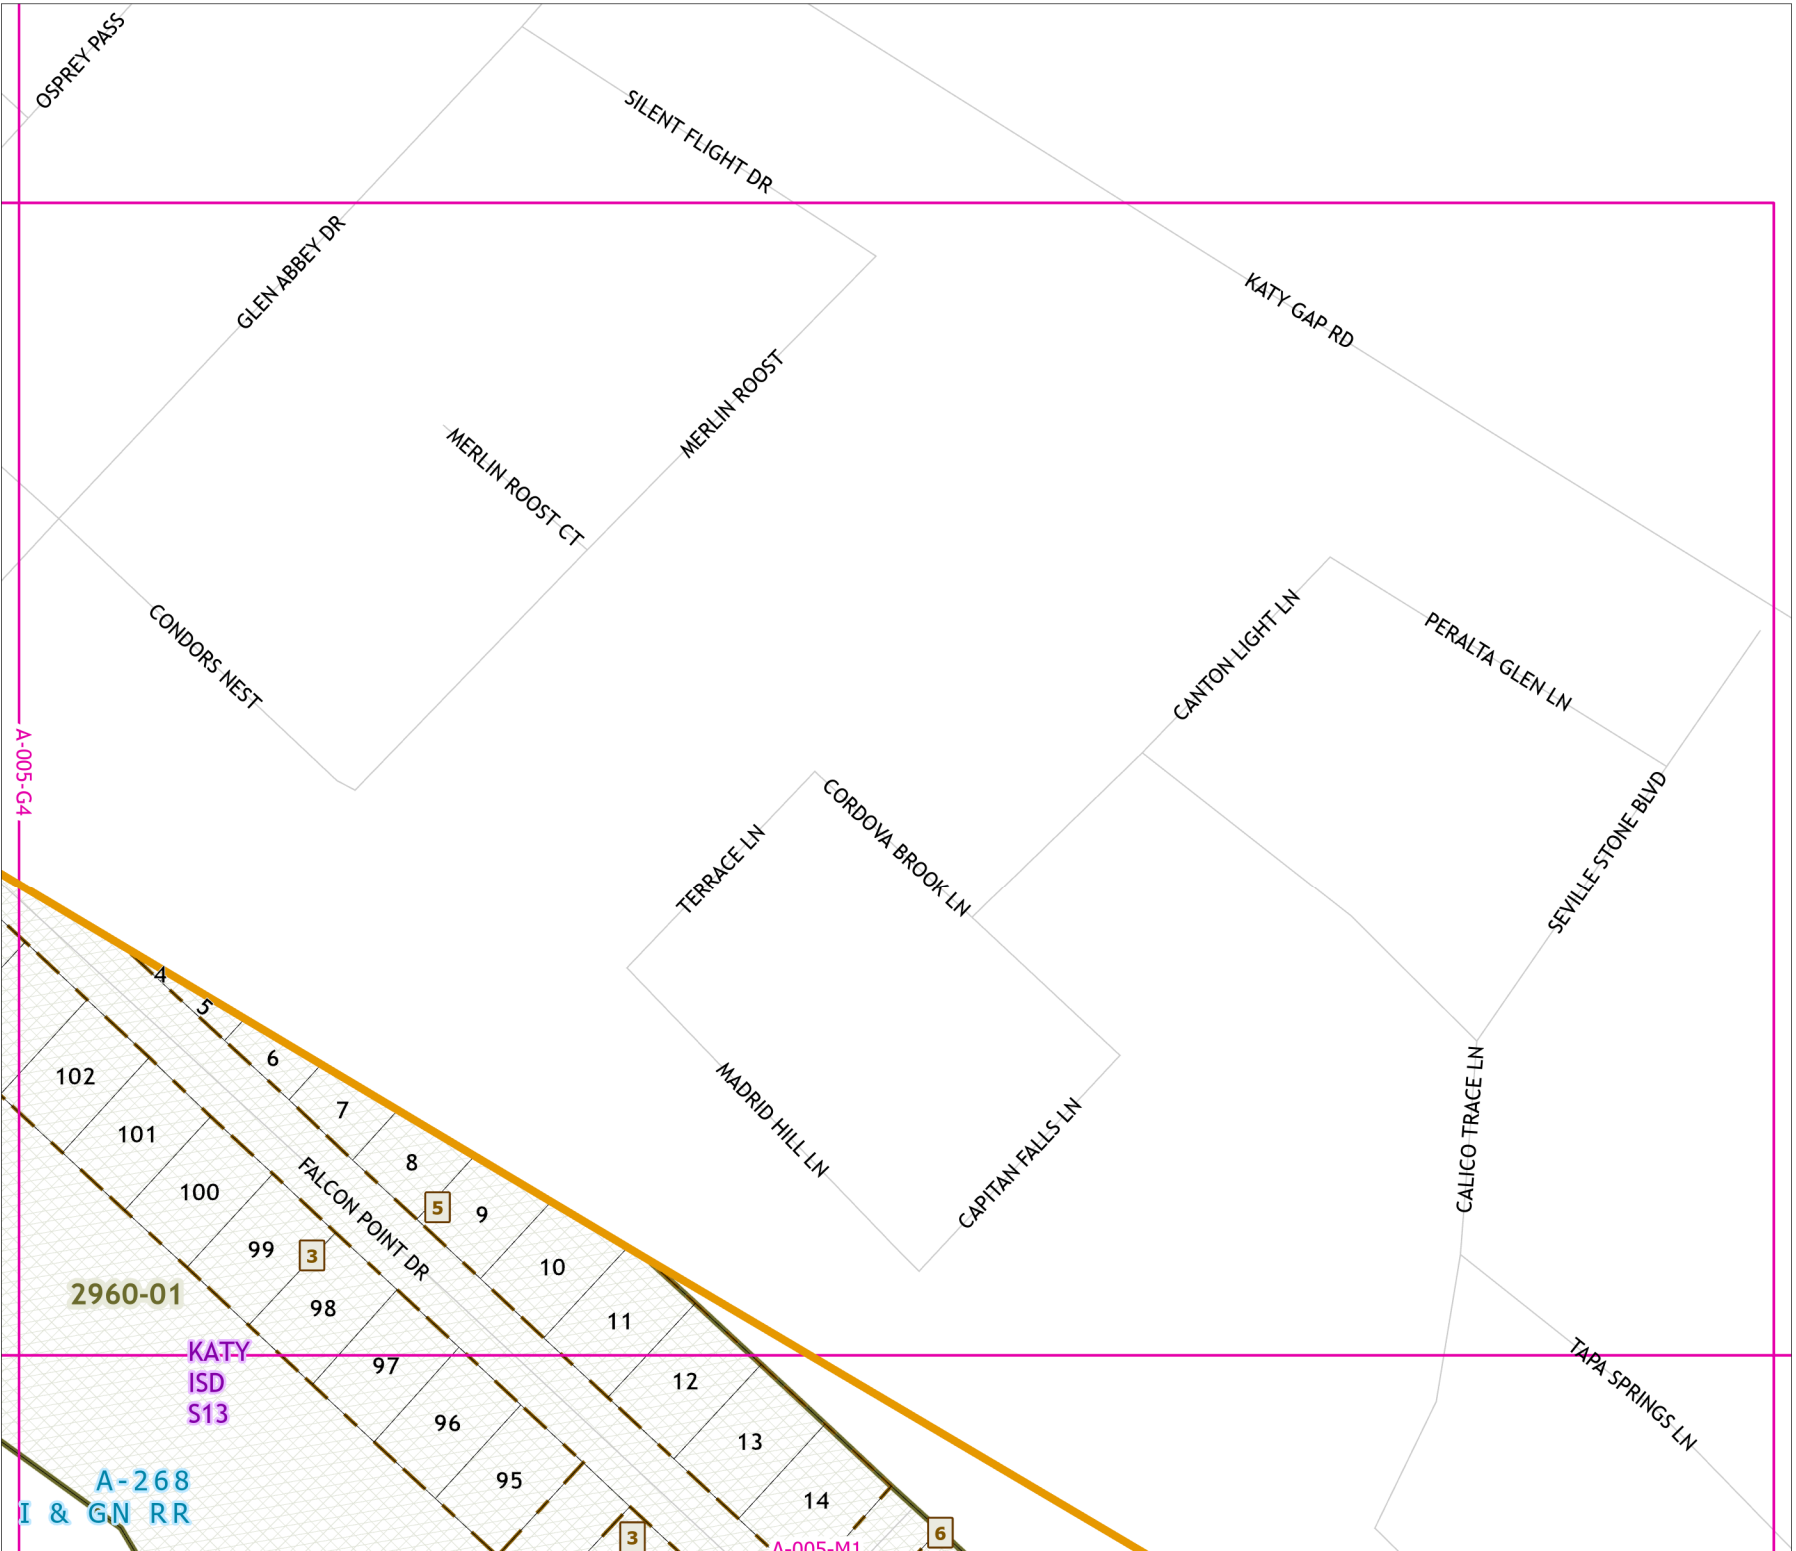 OSPREY PASS
SILENT FLIGHT DR
GLEN ABBEY DR
KATY GAP RD
MERLIN ROOST
MERLIN ROOST CT
CONDORS NEST
CANTON LIGHT LN
PERALTA GLEN LN
A-005-G4
SEVILLE STONE BLVD
CORDOVA BROOK LN
TERRACE LN
4
5
6
102
7
101
MADRID HILL LN
CAPITAN FALLS LN
CALICO TRACE LN
8
100
5
9
FALCON POINT DR
99
3
10
2960-01
98
11
KATY
ISD
S13
97
12
TAPA SPRINGS LN
96
13
A-268
I & GN RR
95
14
3
6
A-005-M1